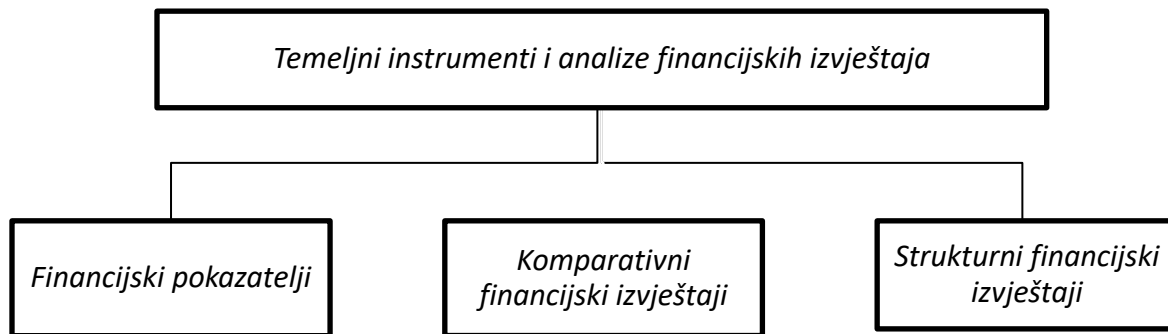 Temeljni instrumenti i analize financijskih izvještaja
Financijski pokazatelji
Komparativni
financijski izvještaji
Strukturni financijski
izvještaji